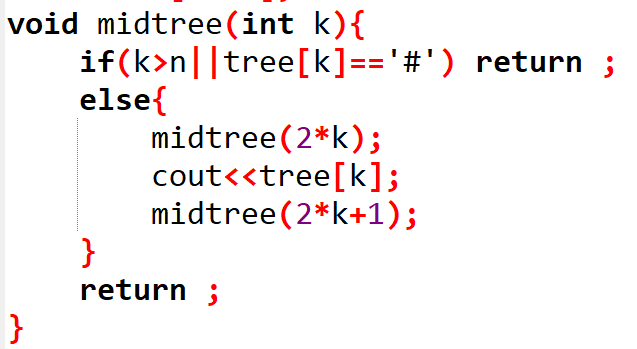 void midtree(int k){
    if(k>n||tree[k]=='#') return ;
    else{
        midtree(2*k);
        cout<<tree[k];
        midtree(2*k+1);
    }
    return ;
}